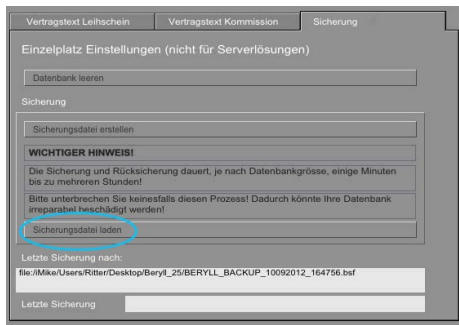 Vertragstext Leihschein Vertragstext Kommission Sicherung
Einzelplatz Einstellungen (nicht für Serverlösungen)
Datenbank leeren
Sicherung
Sicherungsdatei erstellen
WICHTIGER HINWEIS!
Die Sicherung und Rücksicherung dauert, je nach Datenbankgrösse, einige Minuten
bis zu mehreren Stunden!
Bitte unterbrechen Sie keinesfalls diesen Prozess! Dadurch könnte Ihre Datenbank
irreparabel beschädigt werden!
Sicherungsdatei laden
Letzte Sicherung nach:
file:/iMike/Users/Ritter/Desktop/Beryll_25/BERYLL_BACKUP_10092012_164756.bsf
Letzte Sicherung